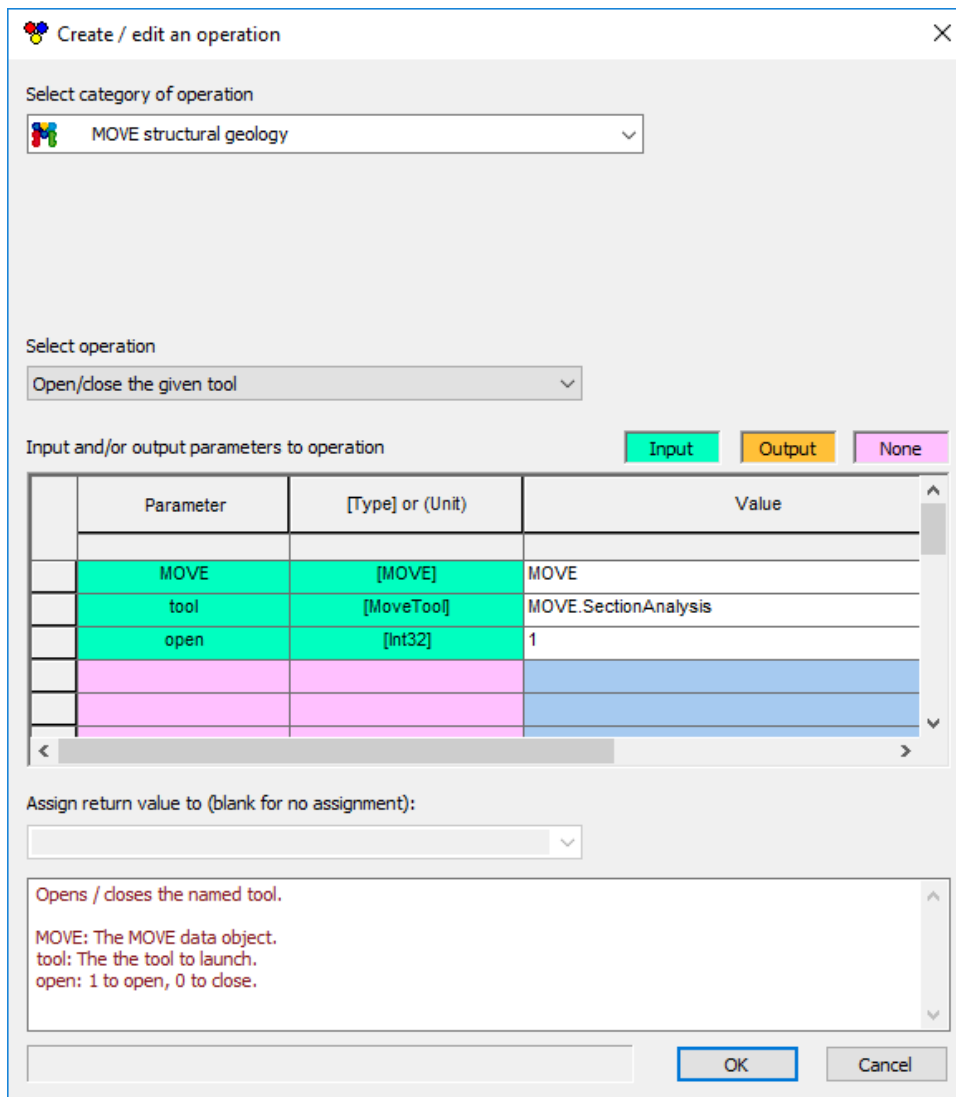 Create / edit an operation
Select category of operation
MOVE structural geology
Select operation
Open/close the given tool
Input and/or output parameters to operation
Input Output None
Parameter [Type] or (Unit) Value
MOVE [MOVE] MOVE
tool [MoveTool] MOVE.SectionAnalysis
open [Int32] 1
Assign return value to (blank for no assignment):
Opens / closes the named tool.
MOVE: The MOVE data object.
tool: The the tool to launch.
open: 1 to open, 0 to close.
OK Cancel